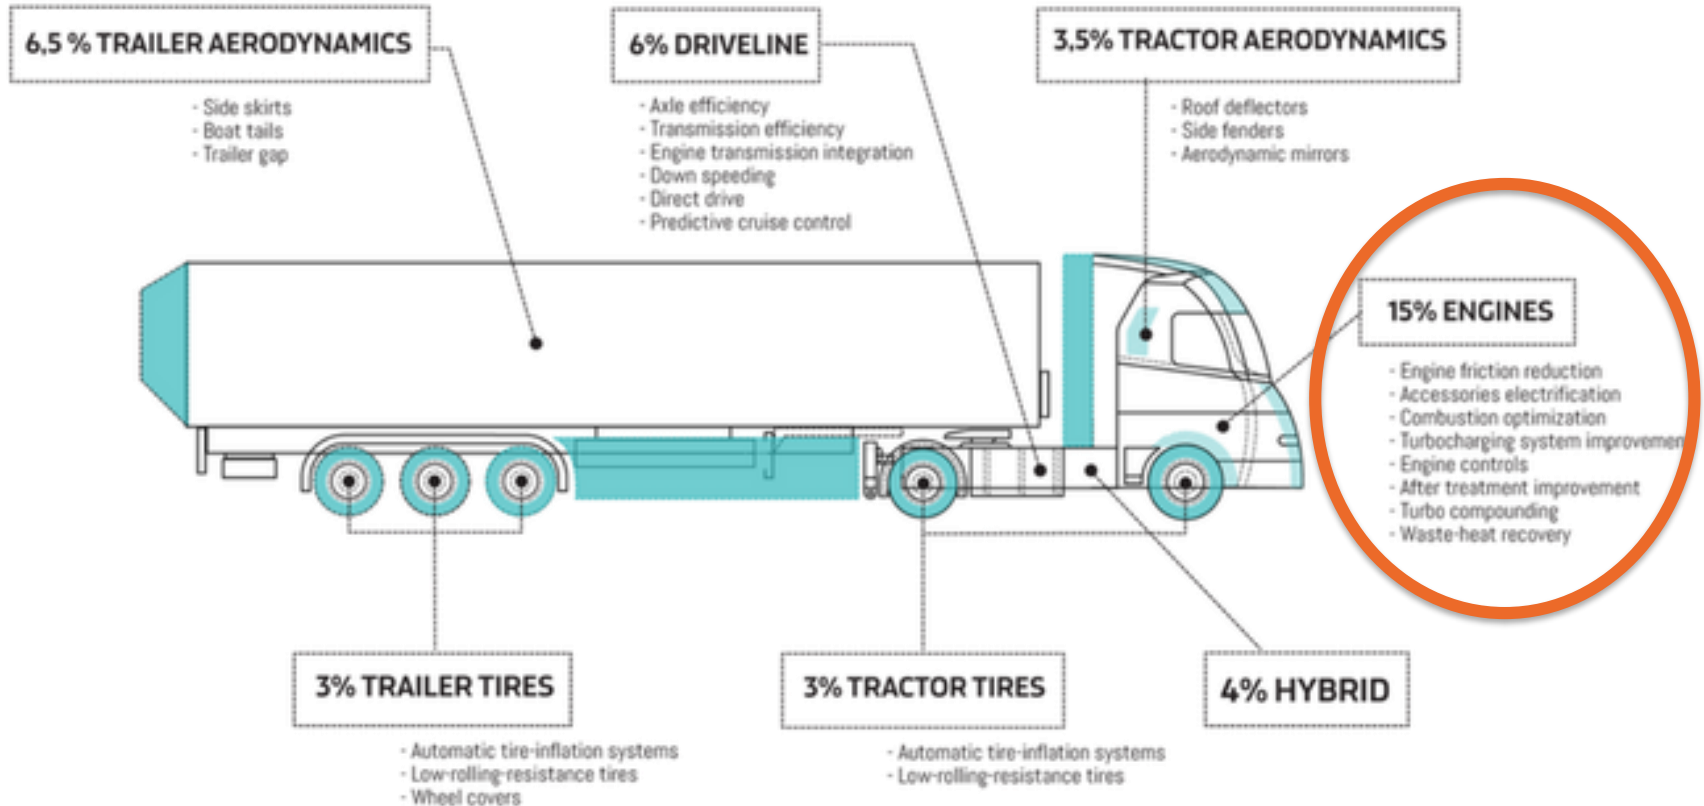 6,5 % TRAILER AERODYNAMICS
- Side skirts
- Boat tails
- Trailer gap
6% DRIVELINE
- Axle efficiency
- Transmission efficiency
- Engine transmission integration
- Down speeding
- Direct drive
- Predictive cruise control
3,5% TRACTOR AERODYNAMICS
- Roof deflectors
- Side fenders
- Aerodynamic mirrors
15% ENGINES
- Engine friction reduction
- Accessories electrification
- Combustion optimization
- Turbocharging system improvemen
- Engine controls
- After treatment improvement
- Turbo compounding
- Waste-heat recovery
3% TRAILER TIRES
- Automatic tire-inflation systems
- Low-rolling-resistance tires
- Wheel covers
3% TRACTOR TIRES
- Automatic tire-inflation systems
- Low-rolling-resistance tires
4% HYBRID